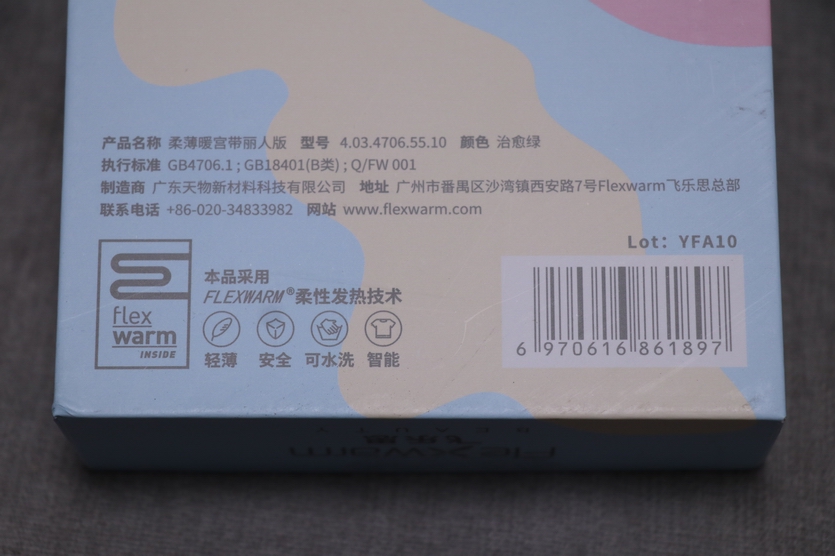 产品名称 柔薄暖宫带丽人版 型号 4.03.4706.55.10 颜色 治愈绿
执行标准 GB4706.1 ; GB18401(B类) ; Q/FW 001
制造商 广东天物新材料科技有限公司 地址 广州市番禺区沙湾镇西安路7号Flexwarm飞乐思总部
联系电话 +86-020-34833982 网站 www.flexwarm.com
Lot: YFA10
flex
warm
INSIDE
本品采用
FLEXWARM®柔性发热技术
轻薄 安全 可水洗 智能
6 970616 861897
BEAUTY
飞乐思
Flexwarm